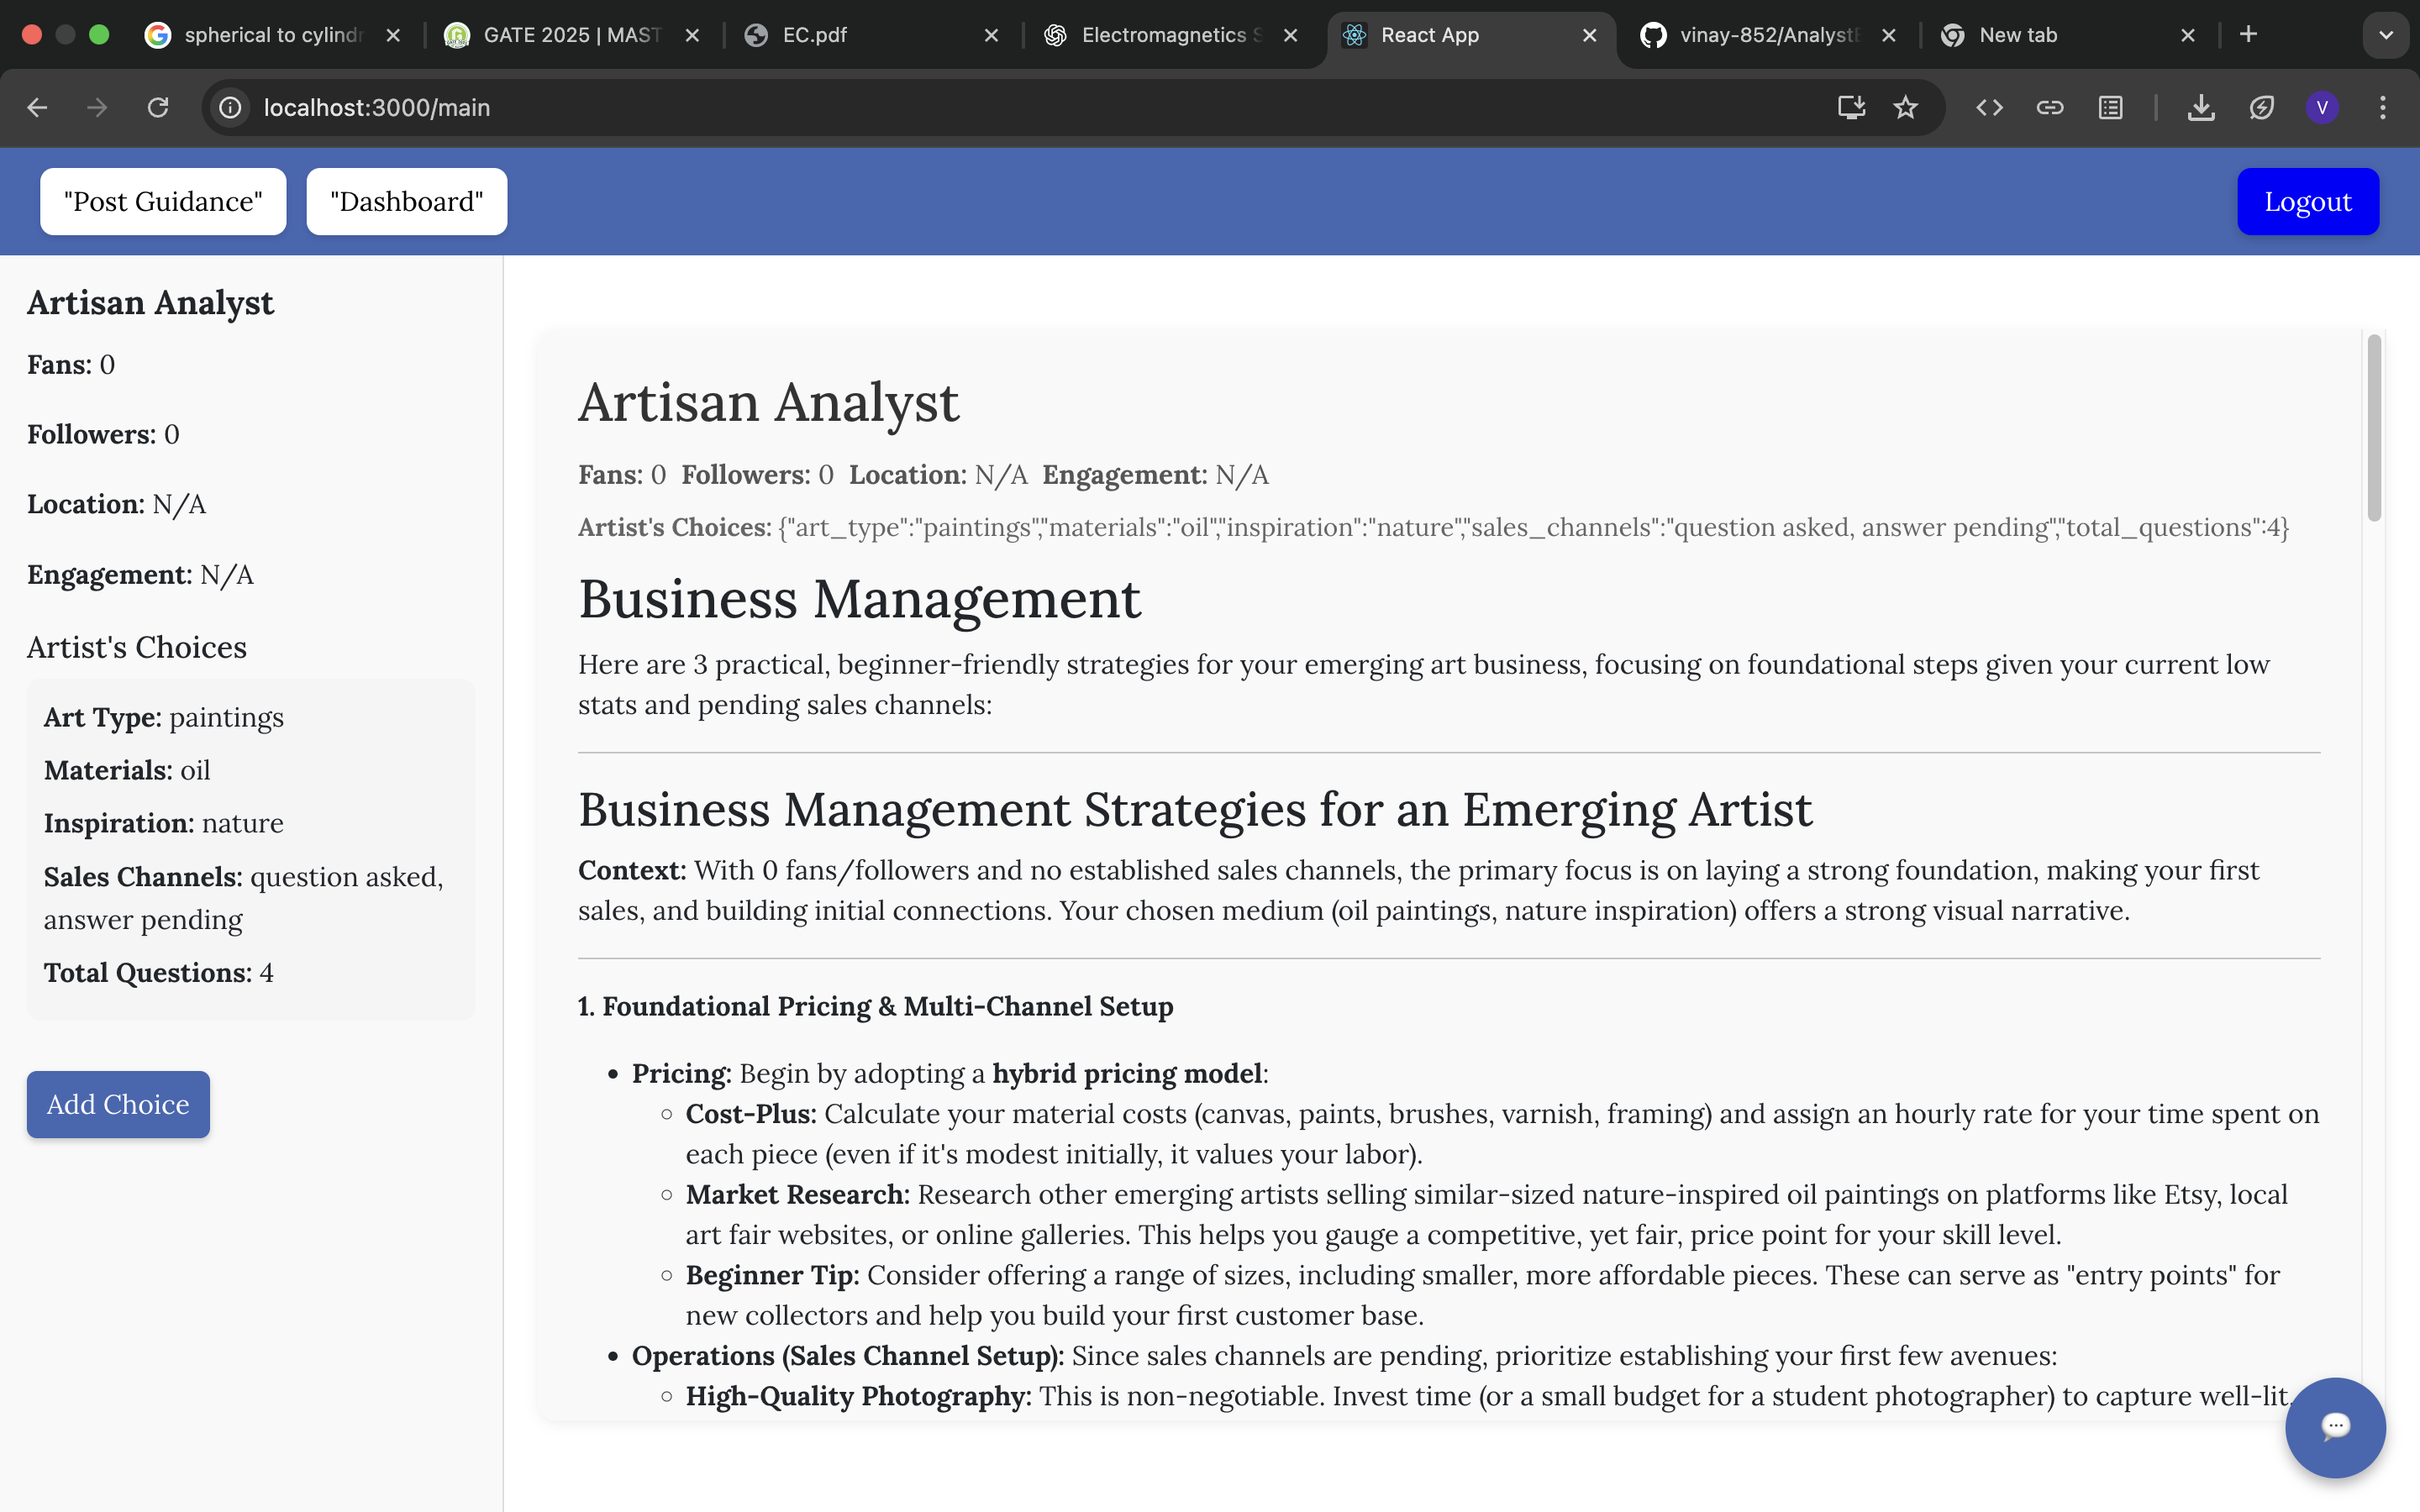 spherical to cylindr
GATE 2025 | MAST
EC.pdf
Electromagnetics S
React App
vinay-852/AnalystB
New tab
localhost:3000/main
V
"Post Guidance"
"Dashboard"
Logout
Artisan Analyst
Fans: 0
Followers: 0
Location: N/A
Engagement: N/A
Artist's Choices
Art Type: paintings
Materials: oil
Inspiration: nature
Sales Channels: question asked,
answer pending
Total Questions: 4
Add Choice
Artisan Analyst
Fans: 0 Followers: 0 Location: N/A Engagement: N/A
Artist's Choices: {"art_type":"paintings","materials":"oil","inspiration":"nature","sales_channels":"question asked, answer pending","total_questions":4}
Business Management
Here are 3 practical, beginner-friendly strategies for your emerging art business, focusing on foundational steps given your current low
stats and pending sales channels:
Business Management Strategies for an Emerging Artist
Context: With 0 fans/followers and no established sales channels, the primary focus is on laying a strong foundation, making your first
sales, and building initial connections. Your chosen medium (oil paintings, nature inspiration) offers a strong visual narrative.
1. Foundational Pricing & Multi-Channel Setup
• Pricing: Begin by adopting a hybrid pricing model:
○ Cost-Plus: Calculate your material costs (canvas, paints, brushes, varnish, framing) and assign an hourly rate for your time spent on
each piece (even if it's modest initially, it values your labor).
○ Market Research: Research other emerging artists selling similar-sized nature-inspired oil paintings on platforms like Etsy, local
art fair websites, or online galleries. This helps you gauge a competitive, yet fair, price point for your skill level.
○ Beginner Tip: Consider offering a range of sizes, including smaller, more affordable pieces. These can serve as "entry points" for
new collectors and help you build your first customer base.
• Operations (Sales Channel Setup): Since sales channels are pending, prioritize establishing your first few avenues:
○ High-Quality Photography: This is non-negotiable. Invest time (or a small budget for a student photographer) to capture well-lit,